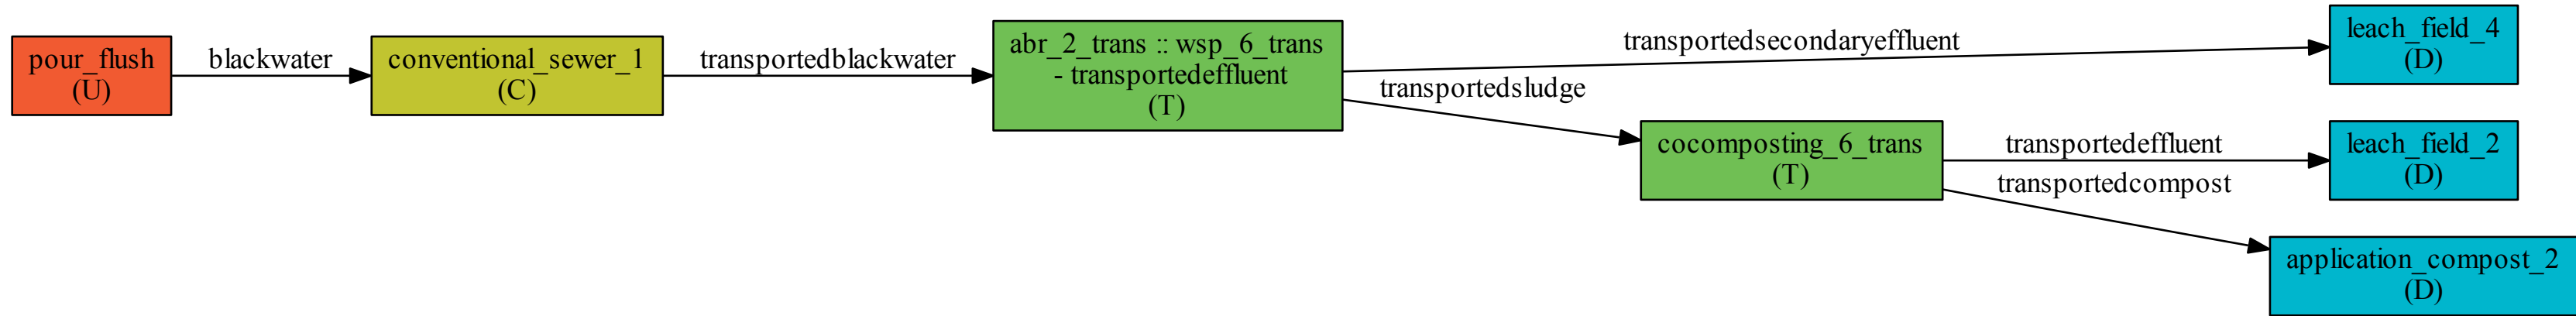 pour_flush
(U)
blackwater
conventional_sewer_1
(C)
transportedblackwater
abr_2_trans :: wsp_6_trans
- transportedeffluent
(T)
transportedsecondaryeffluent
leach_field_4
(D)
transportedsludge
cocomposting_6_trans
(T)
transportedeffluent
leach_field_2
(D)
transportedcompost
application_compost_2
(D)